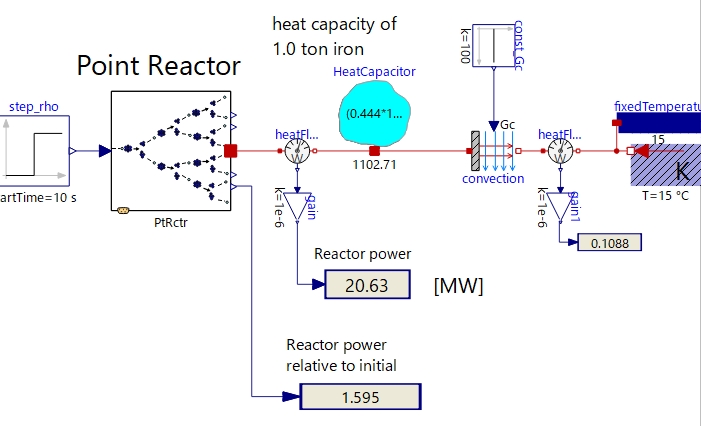 heat capacity of
1.0 ton iron
const_Gc
k=100
Point Reactor
HeatCapacitor
step_rho
(0.444*1...
fixedTemperatu
heatFl...
Gc
heatFl...
W
W
15
K
1102.71
convection
artTime=10 s
k=1e-6
gain
k=1e-6
gain1
T=15 °C
PtRctr
0.1088
Reactor power
20.63
[MW]
Reactor power
relative to initial
1.595